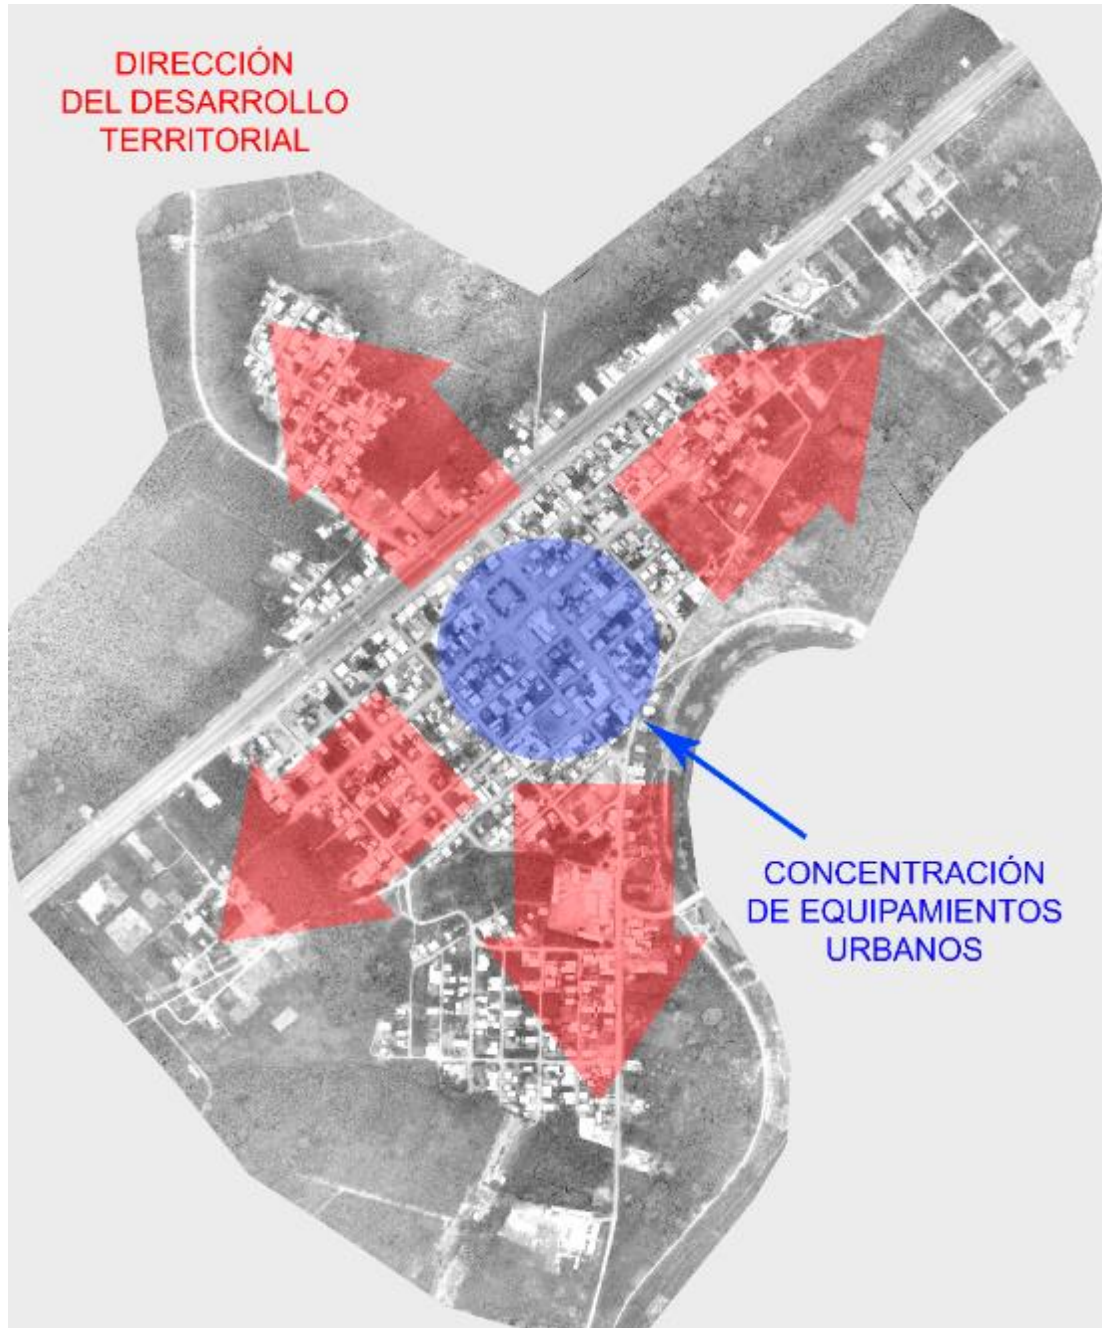 DIRECCIÓN
DEL DESARROLLO
TERRITORIAL
CONCENTRACIÓN
DE EQUIPAMIENTOS
URBANOS